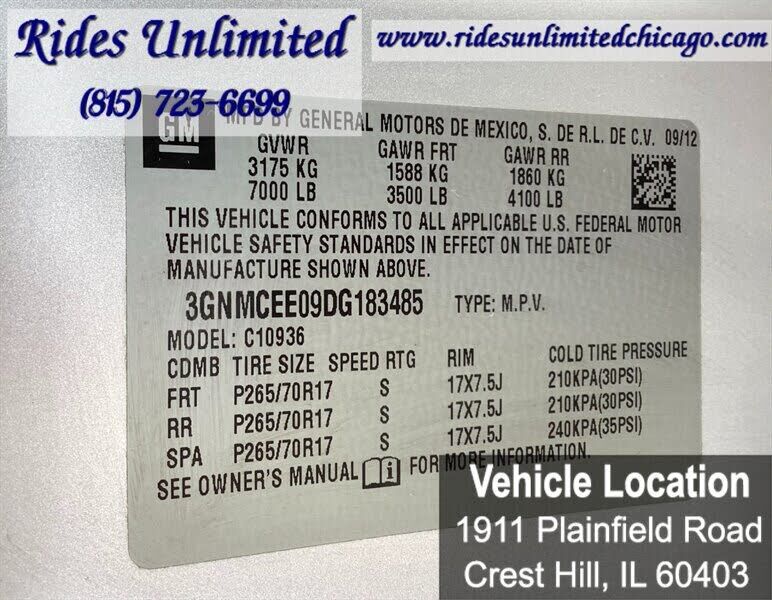 Rides Unlimited
(815) 723-6699
www.ridesunlimitedchicago.com
GM
MFD BY GENERAL MOTORS DE MEXICO, S. DE R.L. DE C.V. 09/12
GVWR GAWR FRT GAWR RR
3175 KG 1588 KG 1860 KG
7000 LB 3500 LB 4100 LB
THIS VEHICLE CONFORMS TO ALL APPLICABLE U.S. FEDERAL MOTOR
VEHICLE SAFETY STANDARDS IN EFFECT ON THE DATE OF
MANUFACTURE SHOWN ABOVE.
3GNMCEE09DG183485 TYPE: M.P.V.
MODEL: C10936
CDMB TIRE SIZE SPEED RTG RIM COLD TIRE PRESSURE
FRT P265/70R17 S 17X7.5J 210KPA(30PSI)
RR P265/70R17 S 17X7.5J 210KPA(30PSI)
SPA P265/70R17 S 17X7.5J 240KPA(35PSI)
SEE OWNER'S MANUAL i FOR MORE INFORMATION.
Vehicle Location
1911 Plainfield Road
Crest Hill, IL 60403